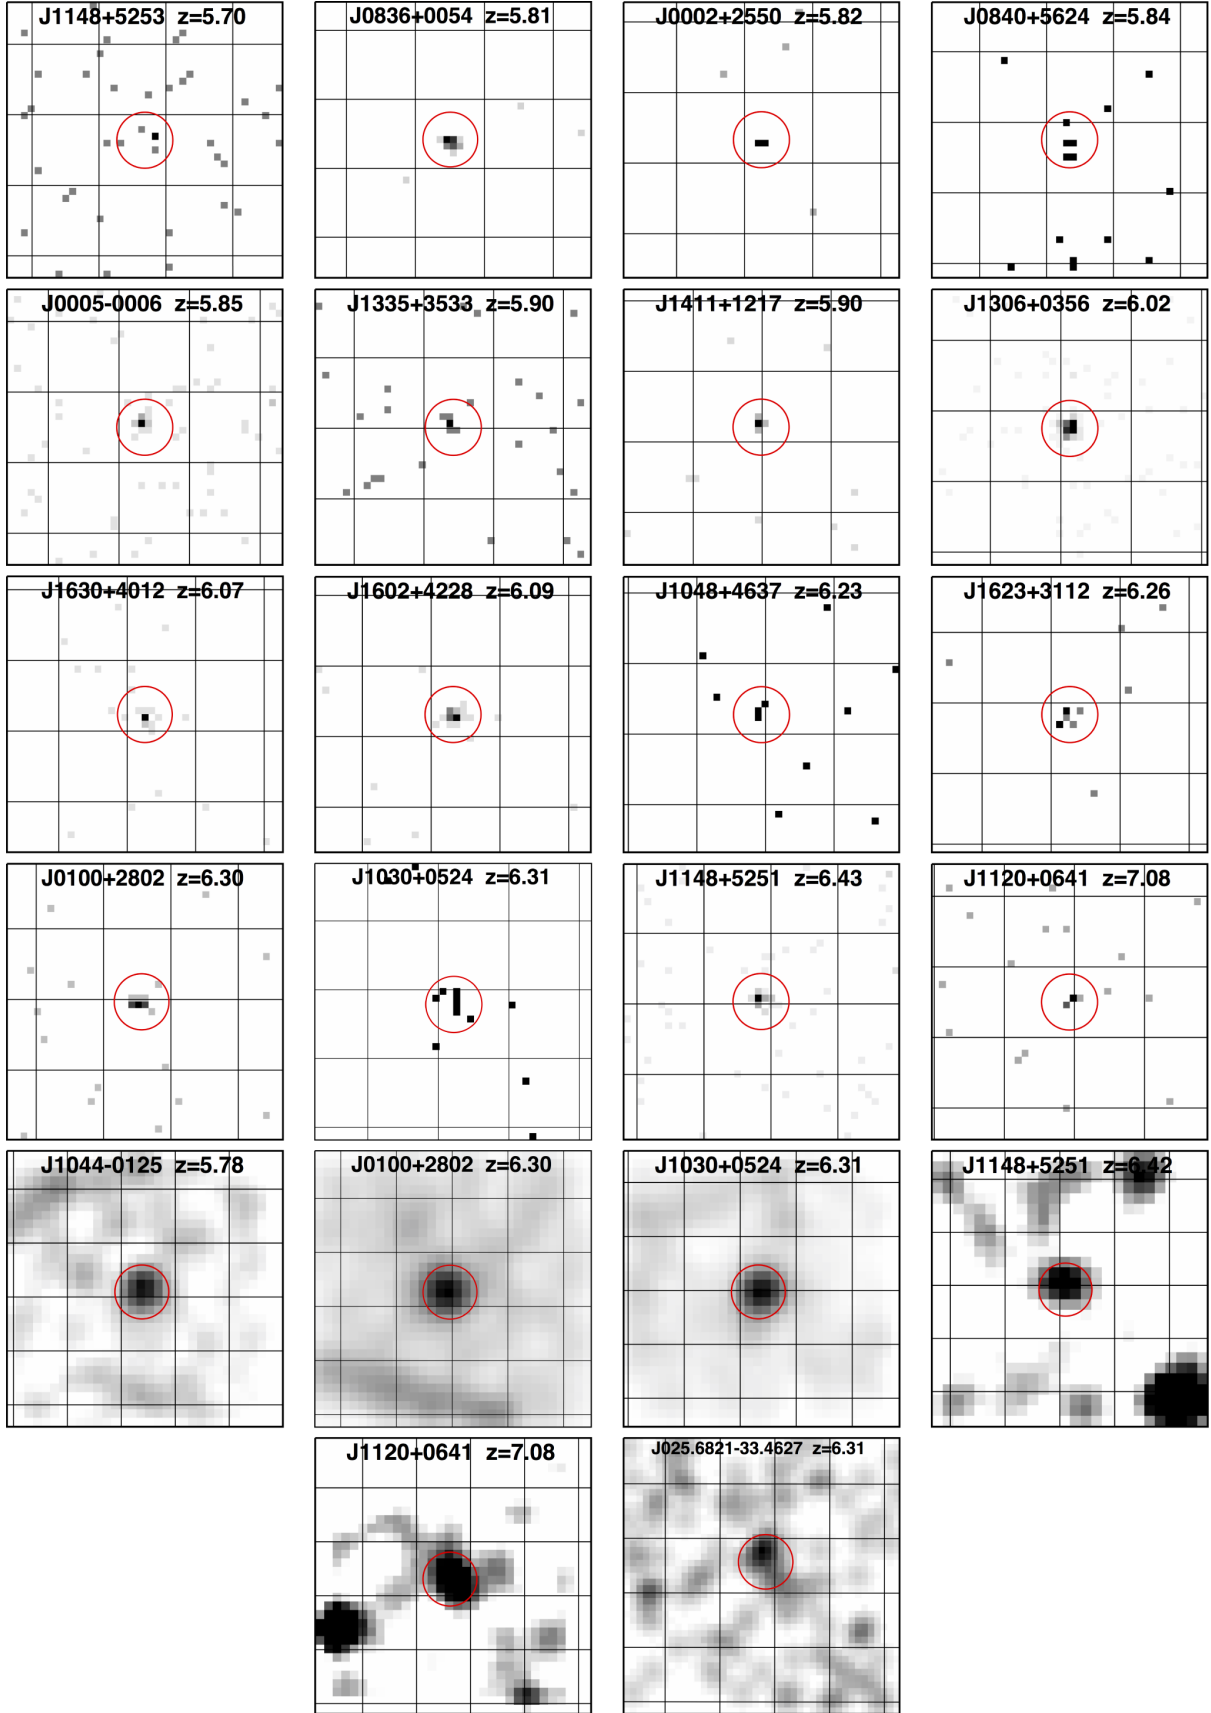 J1148+5253 z=5.70
J0836+0054 z=5.81
J0002+2550 z=5.82
J0840+5624 z=5.84
J0005-0006 z=5.85
J1335+3533 z=5.90
J1411+1217 z=5.90
J1306+0356 z=6.02
J1630+4012 z=6.07
J1602+4228 z=6.09
J1048+4637 z=6.23
J1623+3112 z=6.26
J0100+2802 z=6.30
J1030+0524 z=6.31
J1148+5251 z=6.43
J1120+0641 z=7.08
J1044-0125 z=5.78
J0100+2802 z=6.30
J1030+0524 z=6.31
J1148+5251 z=6.42
J1120+0641 z=7.08
J025.6821-33.4627 z=6.31